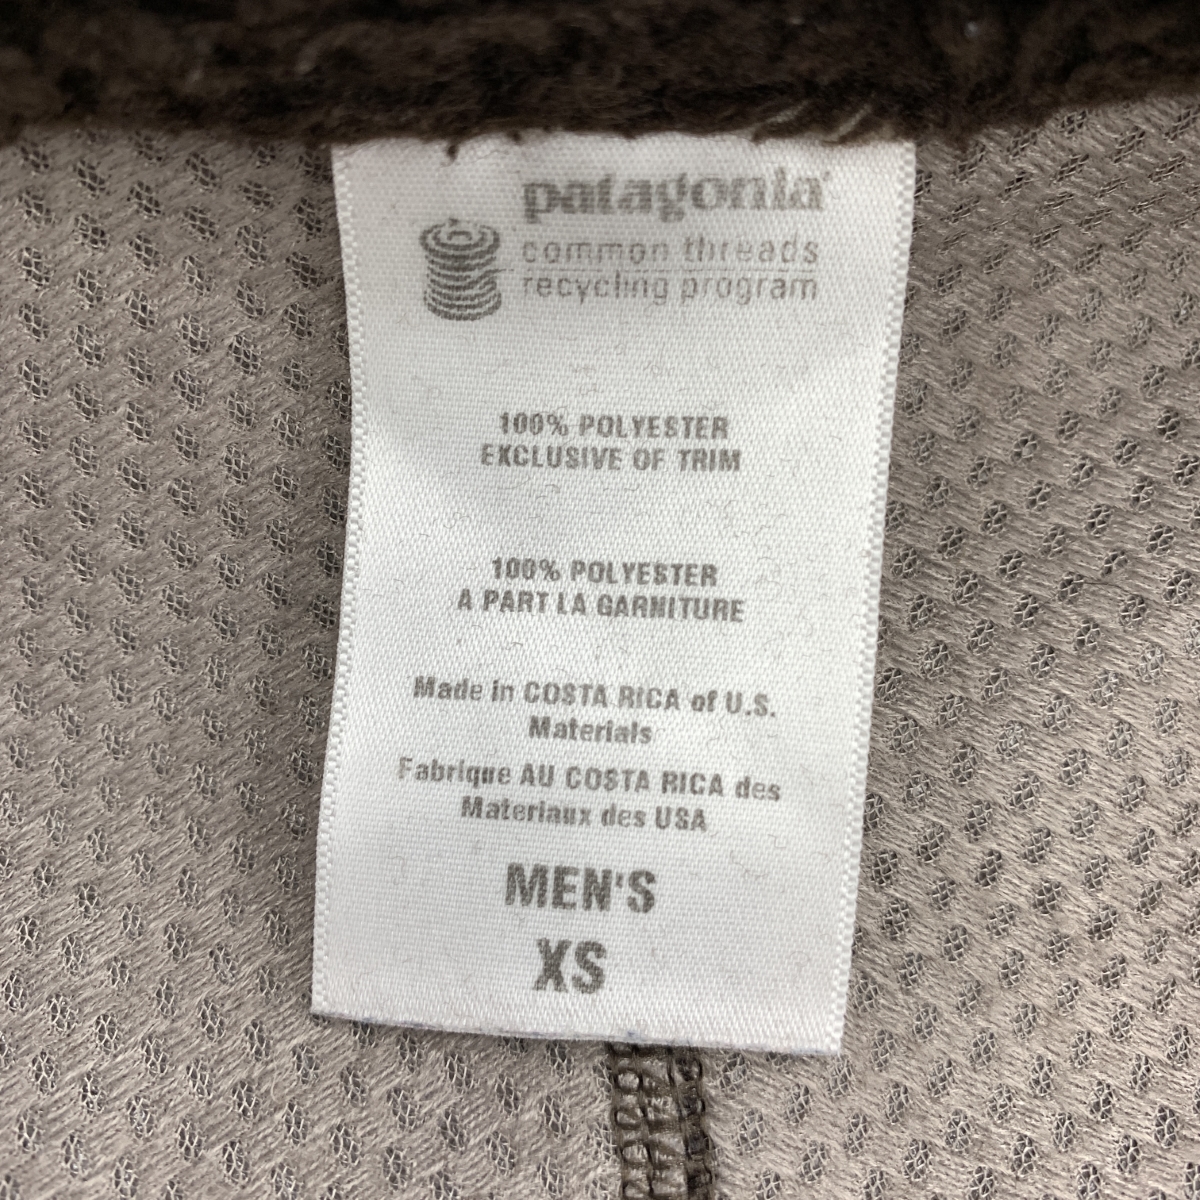 patagonia
common threads
recycling program
100% POLYESTER
EXCLUSIVE OF TRIM
100% POLYESTER
A PART LA GARNITURE
Made in COSTA RICA of U.S.
Materials
Fabrique AU COSTA RICA des
Materiaux des USA
MEN'S
XS